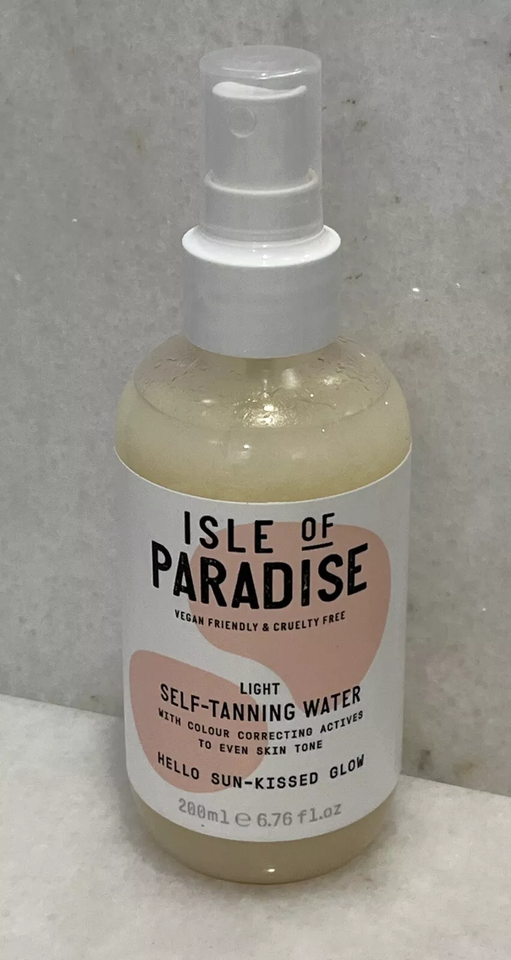 ISLE OF
PARADISE
VEGAN FRIENDLY & CRUELTY FREE
LIGHT
SELF-TANNING WATER
WITH COLOUR CORRECTING ACTIVES
TO EVEN SKIN TONE
HELLO SUN-KISSED GLOW
200ml ℮ 6.76 fl.oz